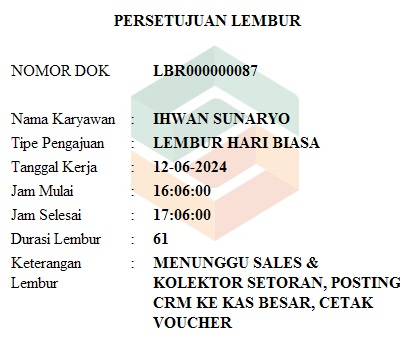 PERSETUJUAN LEMBUR
NOMOR DOK LBR000000087
Nama Karyawan : IHWAN SUNARYO
Tipe Pengajuan : LEMBUR HARI BIASA
Tanggal Kerja : 12-06-2024
Jam Mulai : 16:06:00
Jam Selesai : 17:06:00
Durasi Lembur : 61
Keterangan : MENUNGGU SALES &
Lembur KOLEKTOR SETORAN, POSTING
CRM KE KAS BESAR, CETAK
VOUCHER